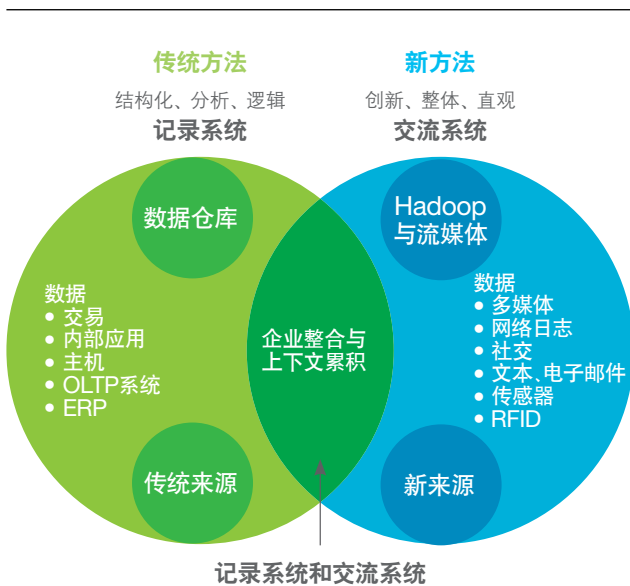 传统方法
结构化、分析、逻辑
记录系统
新方法
创新、整体、直观
交流系统
数据仓库
数据
• 交易
• 内部应用
• 主机
• OLTP系统
• ERP
传统来源
企业整合与
上下文累积
Hadoop
与流媒体
数据
• 多媒体
• 网络日志
• 社交
• 文本、电子邮件
• 传感器
• RFID
新来源
记录系统和交流系统